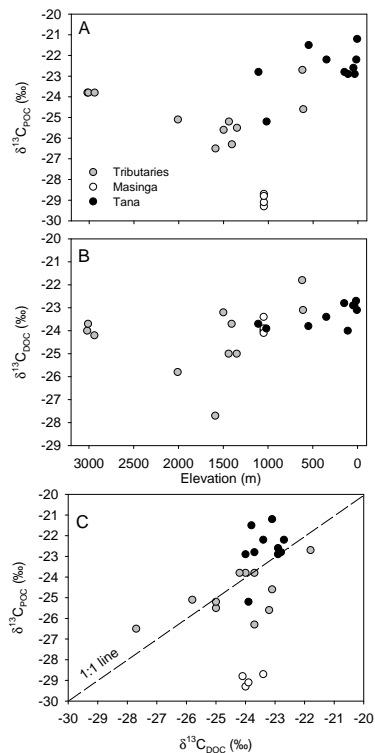 A
-20
-21
-22
-23
-24
-25
-26
-27
-28
-29
-30
δ13CPOC (‰)
Tributaries
Masinga
Tana
B
-20
-21
-22
-23
-24
-25
-26
-27
-28
-29
δ13CDOC (‰)
3000 2500 2000 1500 1000 500 0
Elevation (m)
C
-20
-21
-22
-23
-24
-25
-26
-27
-28
-29
-30
δ13CPOC (‰)
1:1 line
-30 -29 -28 -27 -26 -25 -24 -23 -22 -21 -20
δ13CDOC (‰)